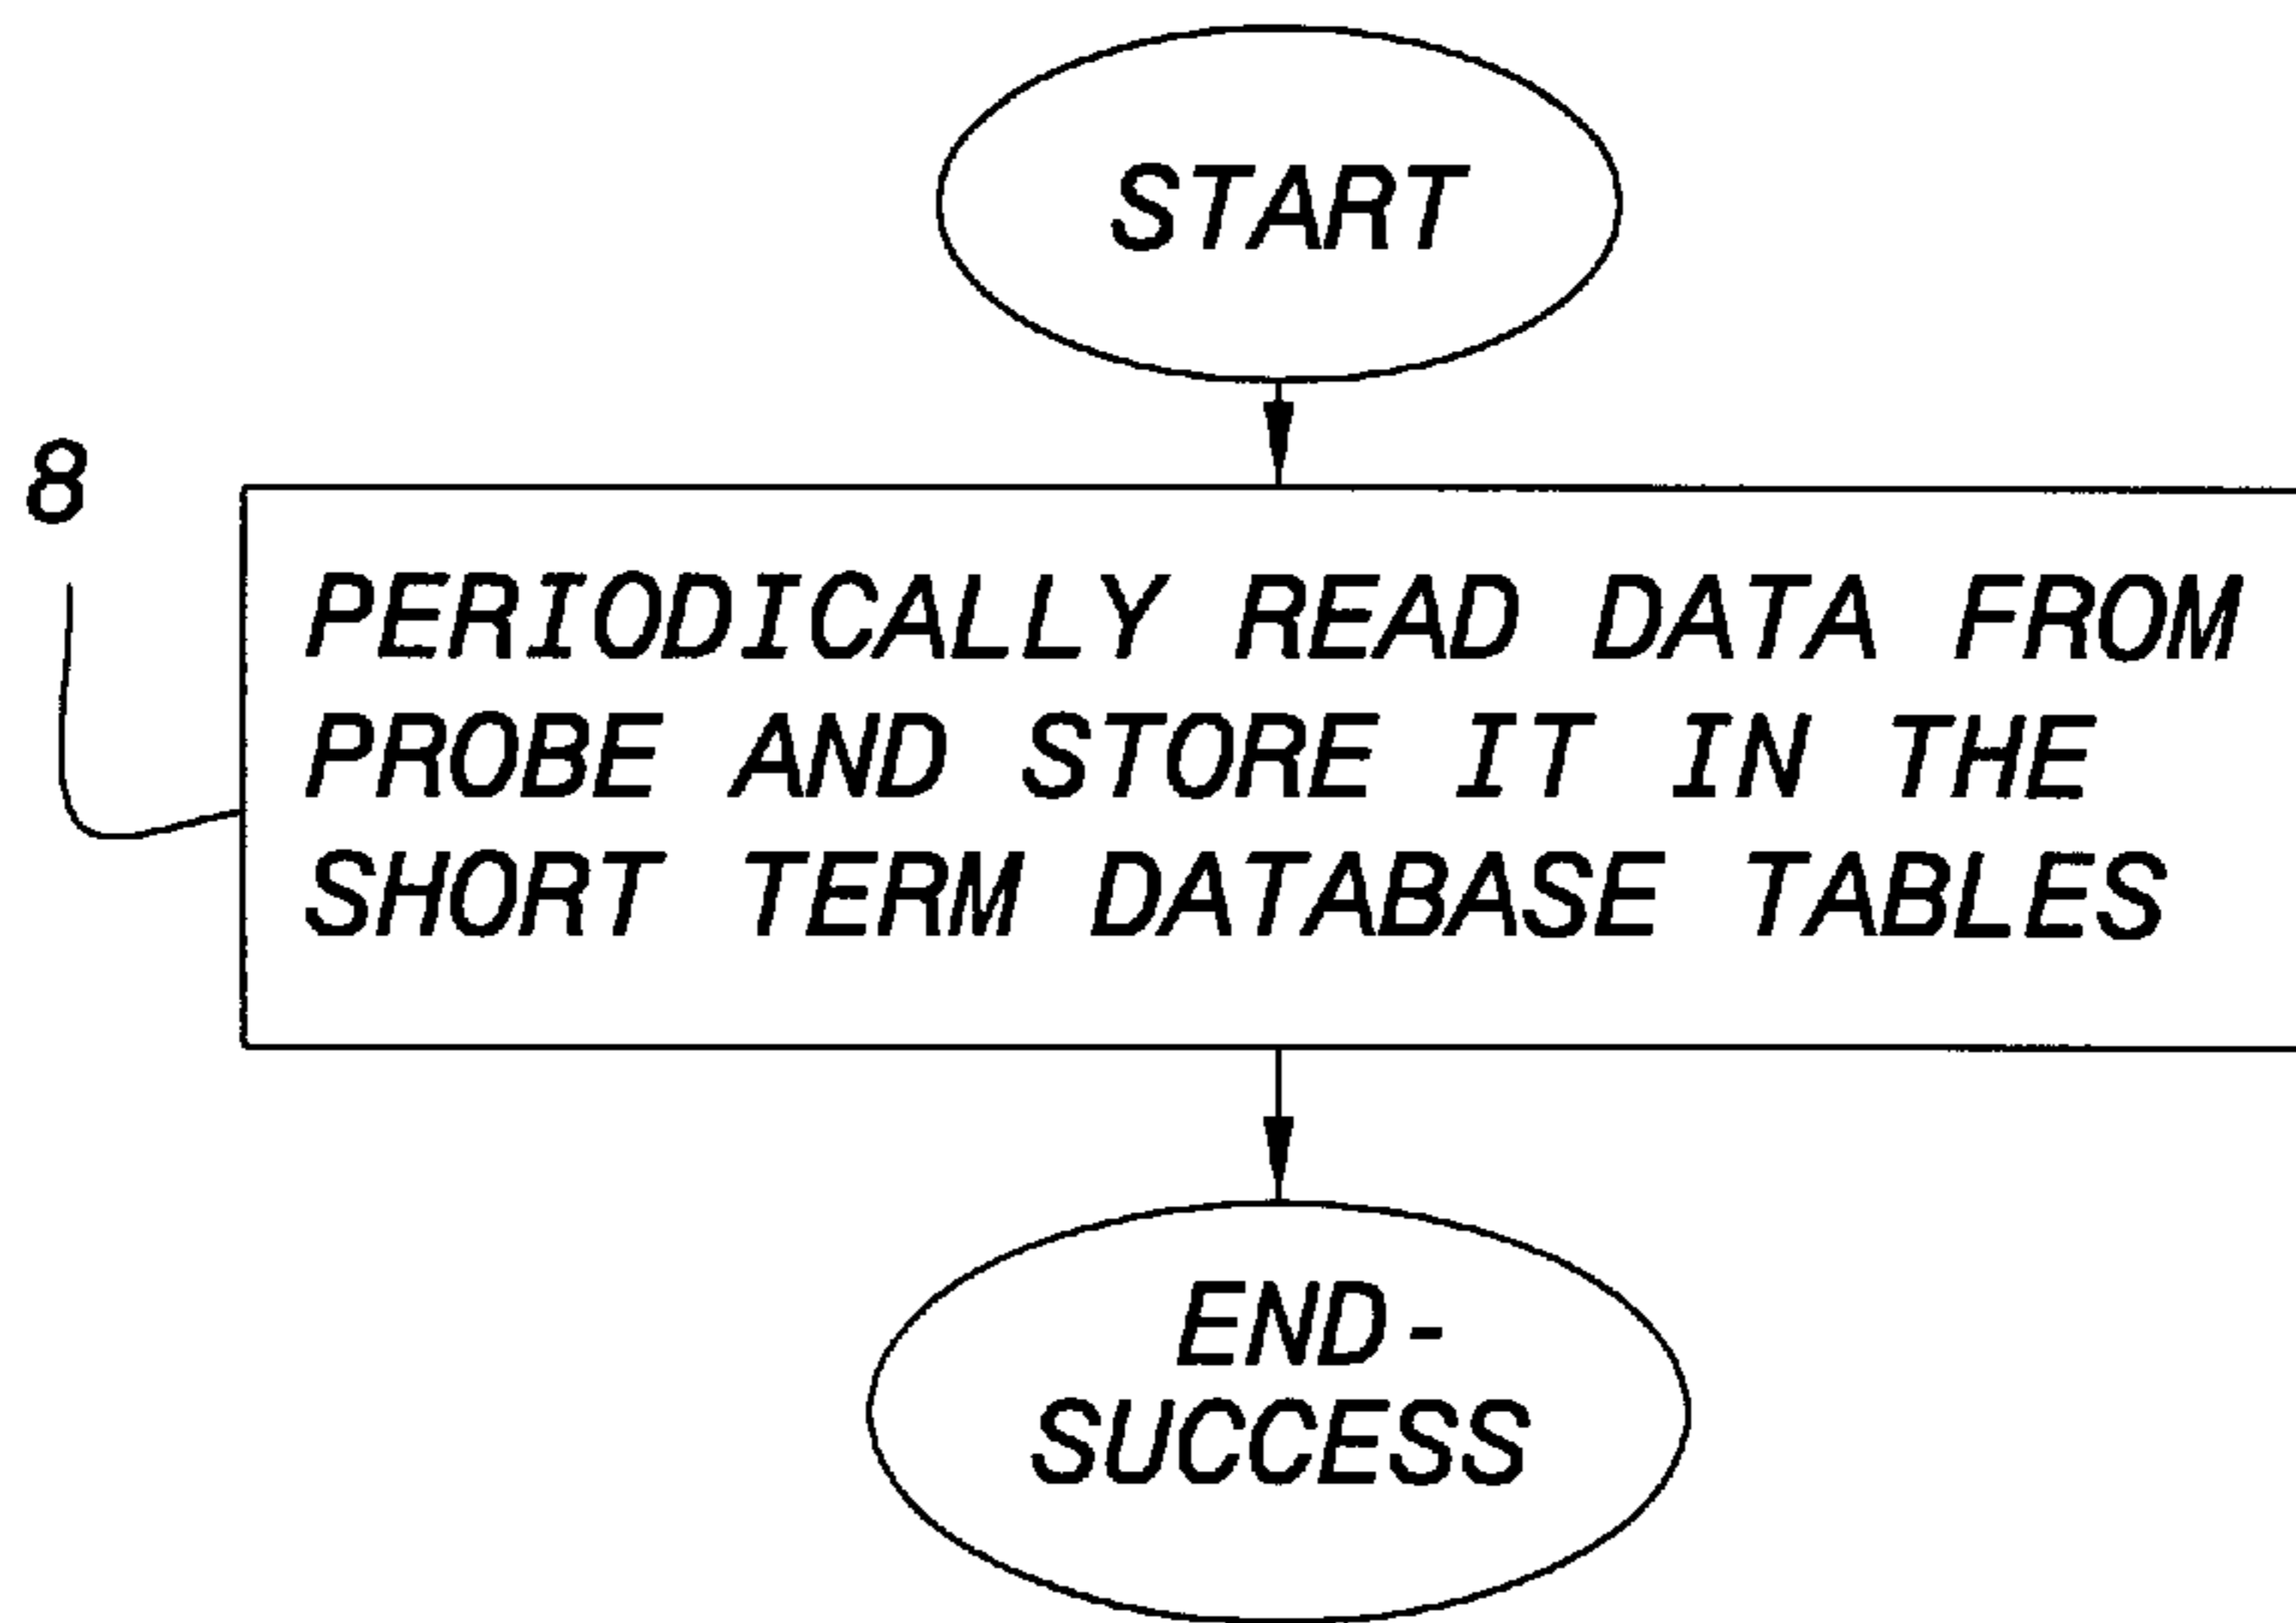 START
8
PERIODICALLY READ DATA FROM
PROBE AND STORE IT IN THE
SHORT TERM DATABASE TABLES
END-
SUCCESS